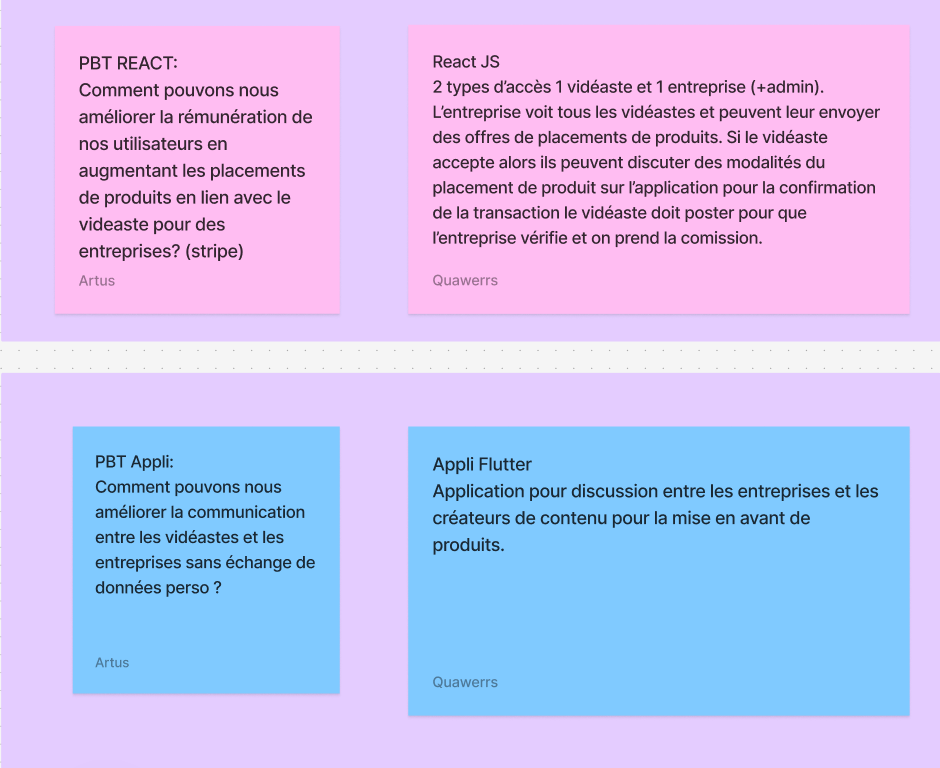 PBT REACT:
Comment pouvons nous
améliorer la rémunération de
nos utilisateurs en
augmentant les placements
de produits en lien avec le
videaste pour des
entreprises? (stripe)
Artus
React JS
2 types d’accès 1 vidéaste et 1 entreprise (+admin).
L’entreprise voit tous les vidéastes et peuvent leur envoyer
des offres de placements de produits. Si le vidéaste
accepte alors ils peuvent discuter des modalités du
placement de produit sur l’application pour la confirmation
de la transaction le vidéaste doit poster pour que
l’entreprise vérifie et on prend la comission.
Quawerrs
PBT Appli:
Comment pouvons nous
améliorer la communication
entre les vidéastes et les
entreprises sans échange de
données perso ?
Artus
Appli Flutter
Application pour discussion entre les entreprises et les
créateurs de contenu pour la mise en avant de
produits.
Quawerrs